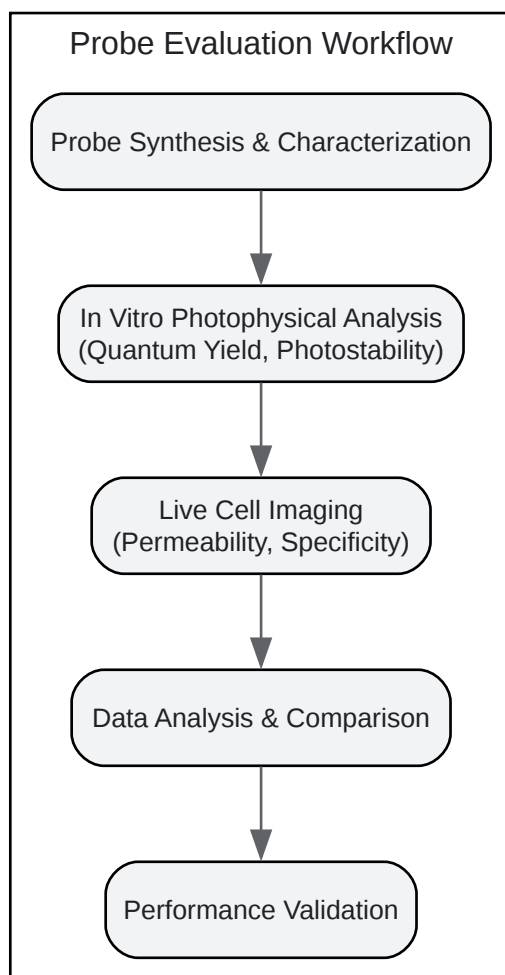 Probe Evaluation Workflow
Probe Synthesis & Characterization
In Vitro Photophysical Analysis
(Quantum Yield, Photostability)
Live Cell Imaging
(Permeability, Specificity)
Data Analysis & Comparison
Performance Validation